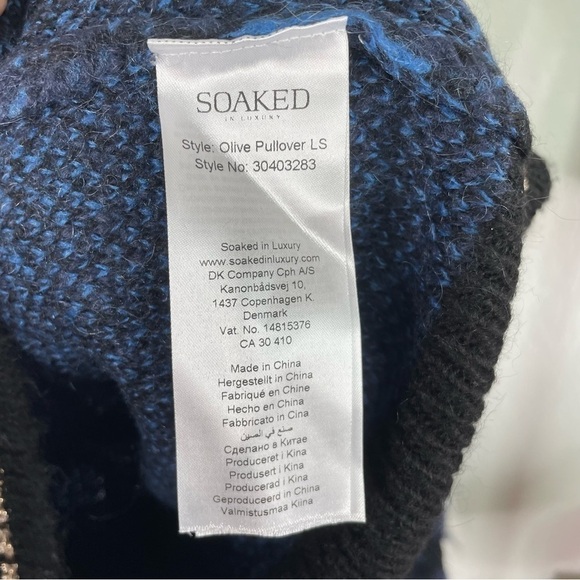 SOAKED
IN LUXURY
Style: Olive Pullover LS
Style No: 30403283
Soaked in Luxury
www.soakedinluxury.com
DK Company Cph A/S
Kanonbådsvej 10,
1437 Copenhagen K
Denmark
Vat. No. 14815376
CA 30 410
Made in China
Hergestellt in China
Fabriqué en Chine
Hecho en China
Fabbricato in Cina
صنع في الصين
Сделано в Китае
Produceret i Kina
Produsert i Kina
Producerad i Kina
Geproduceerd in China
Valmistusmaa Kiina